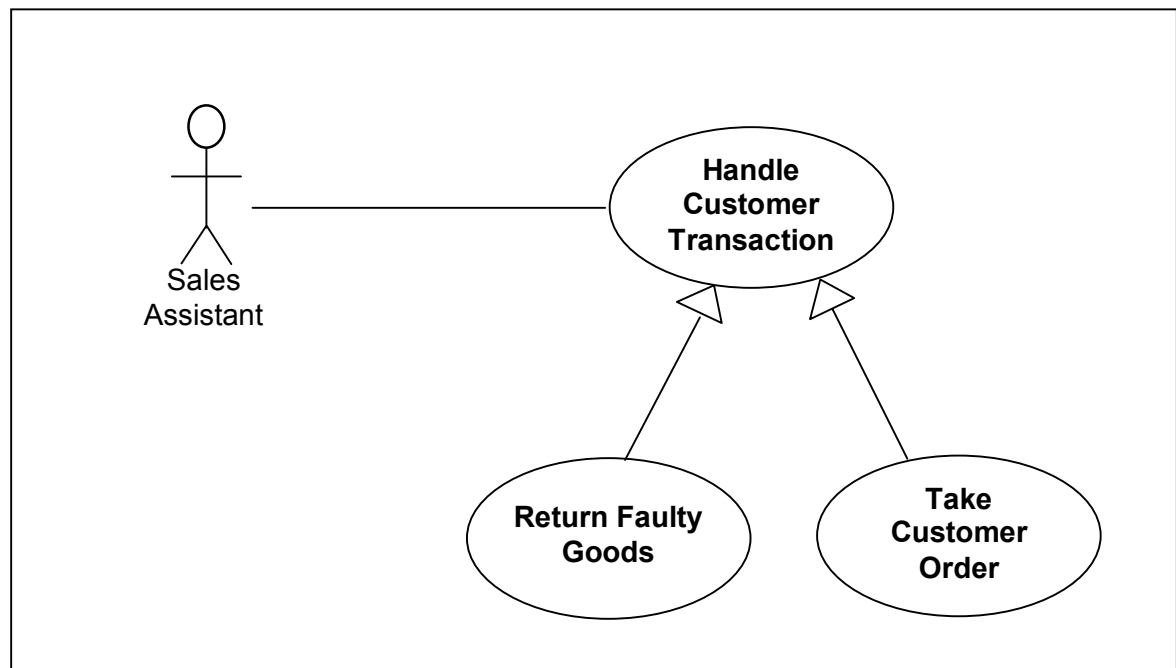 Handle
Customer
Transaction
Sales
Assistant
Return Faulty
Goods
Take
Customer
Order